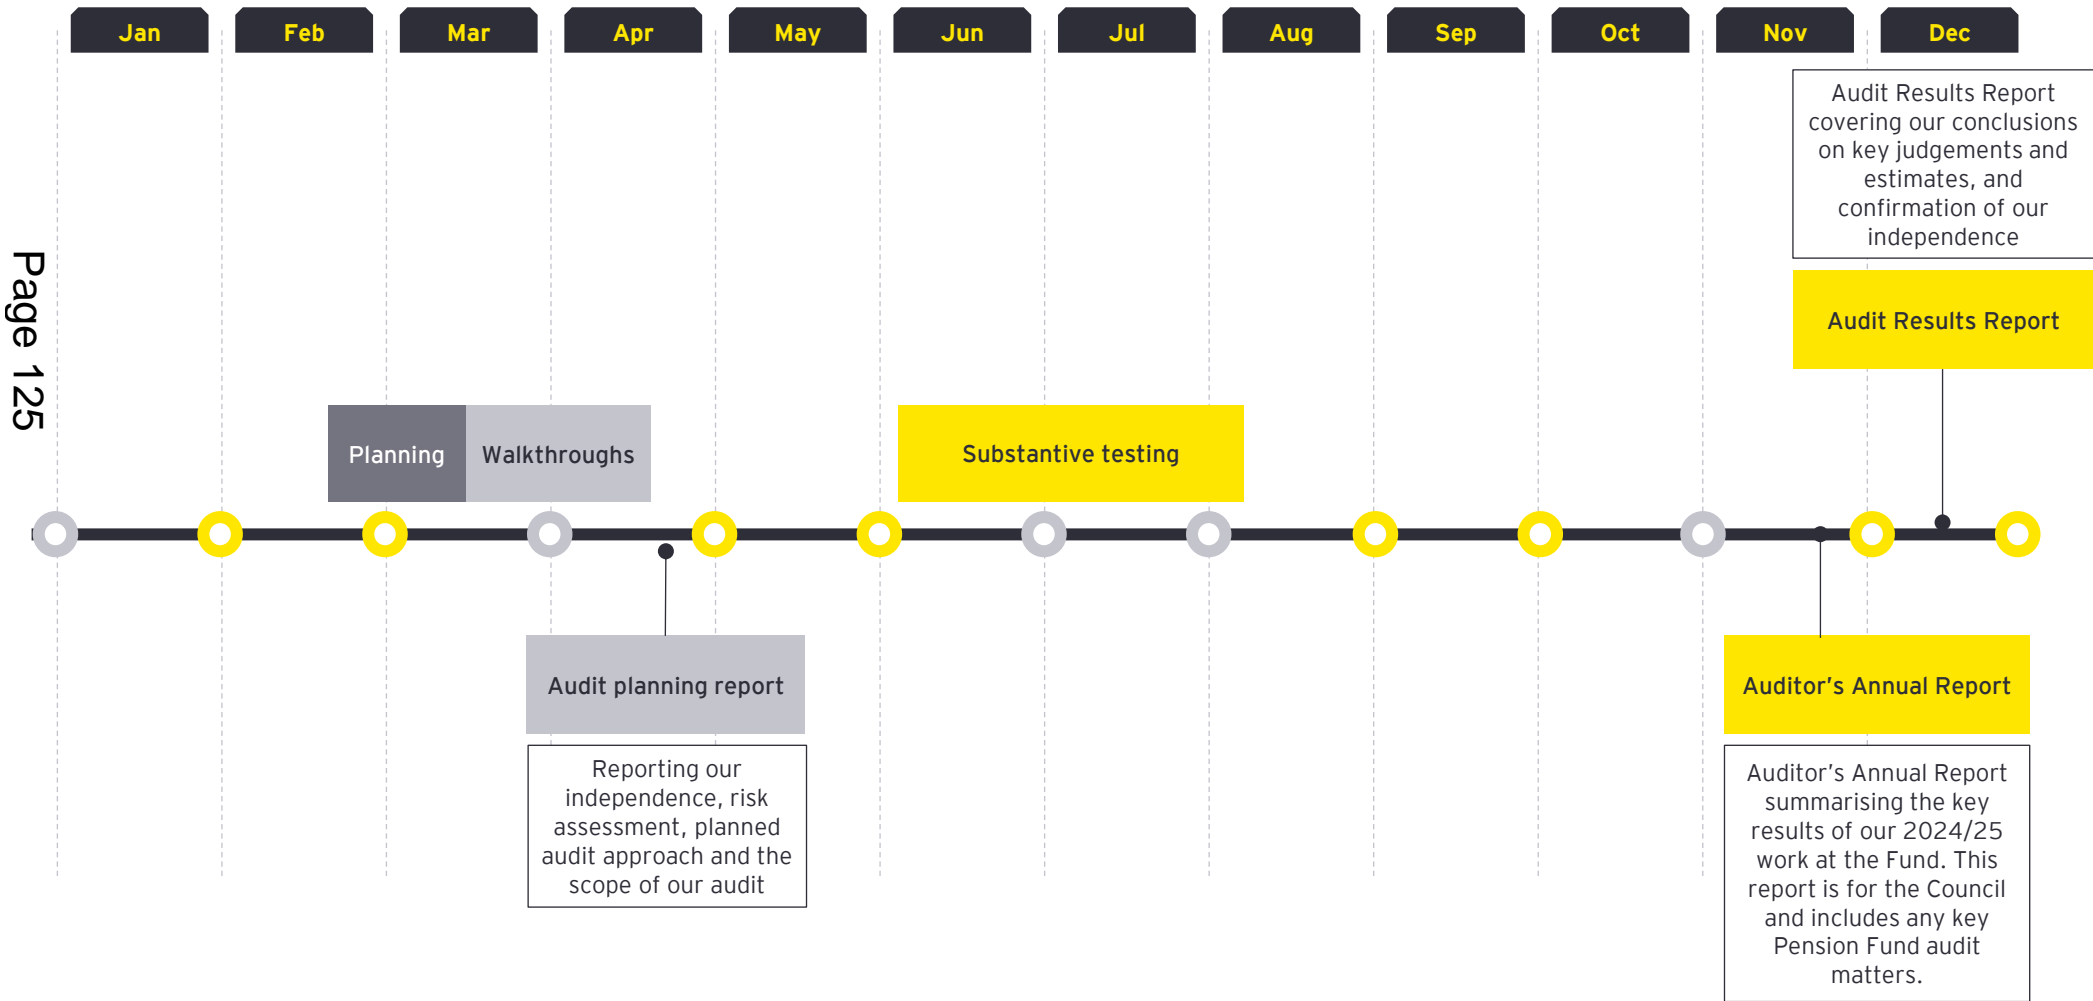 Jan
Feb
Mar
Apr
May
Jun
Jul
Aug
Sep
Oct
Nov
Dec
Audit Results Report
covering our conclusions
on key judgements and
estimates, and
confirmation of our
independence
Audit Results Report
Page 125
Planning
Walkthroughs
Substantive testing
Audit planning report
Reporting our
independence, risk
assessment, planned
audit approach and the
scope of our audit
Auditor’s Annual Report
Auditor’s Annual Report
summarising the key
results of our 2024/25
work at the Fund. This
report is for the Council
and includes any key
Pension Fund audit
matters.